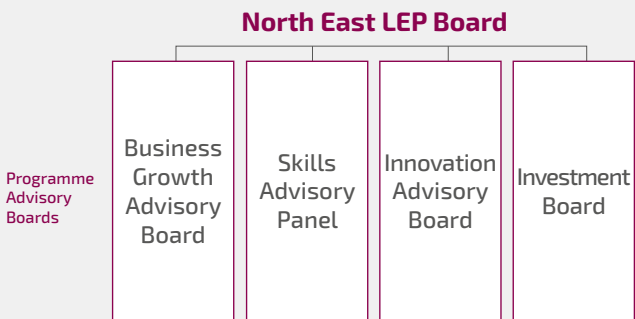 North East LEP Board
Programme
Advisory
Boards
Business
Growth
Advisory
Board
Skills
Advisory
Panel
Innovation
Advisory
Board
Investment
Board